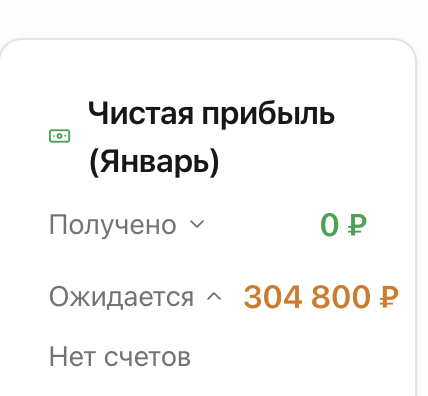 Чистая прибыль
(Январь)
Получено 0 ₽
Ожидается 304 800 ₽
Нет счетов